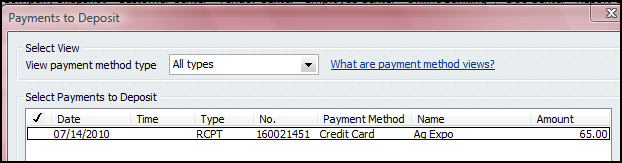 Payments to Deposit
Select View
View payment method type All types What are payment method views?
Select Payments to Deposit
✓ Date Time Type No. Payment Method Name Amount
07/14/2010 RCPT 160021451 Credit Card Ag Expo 65.00